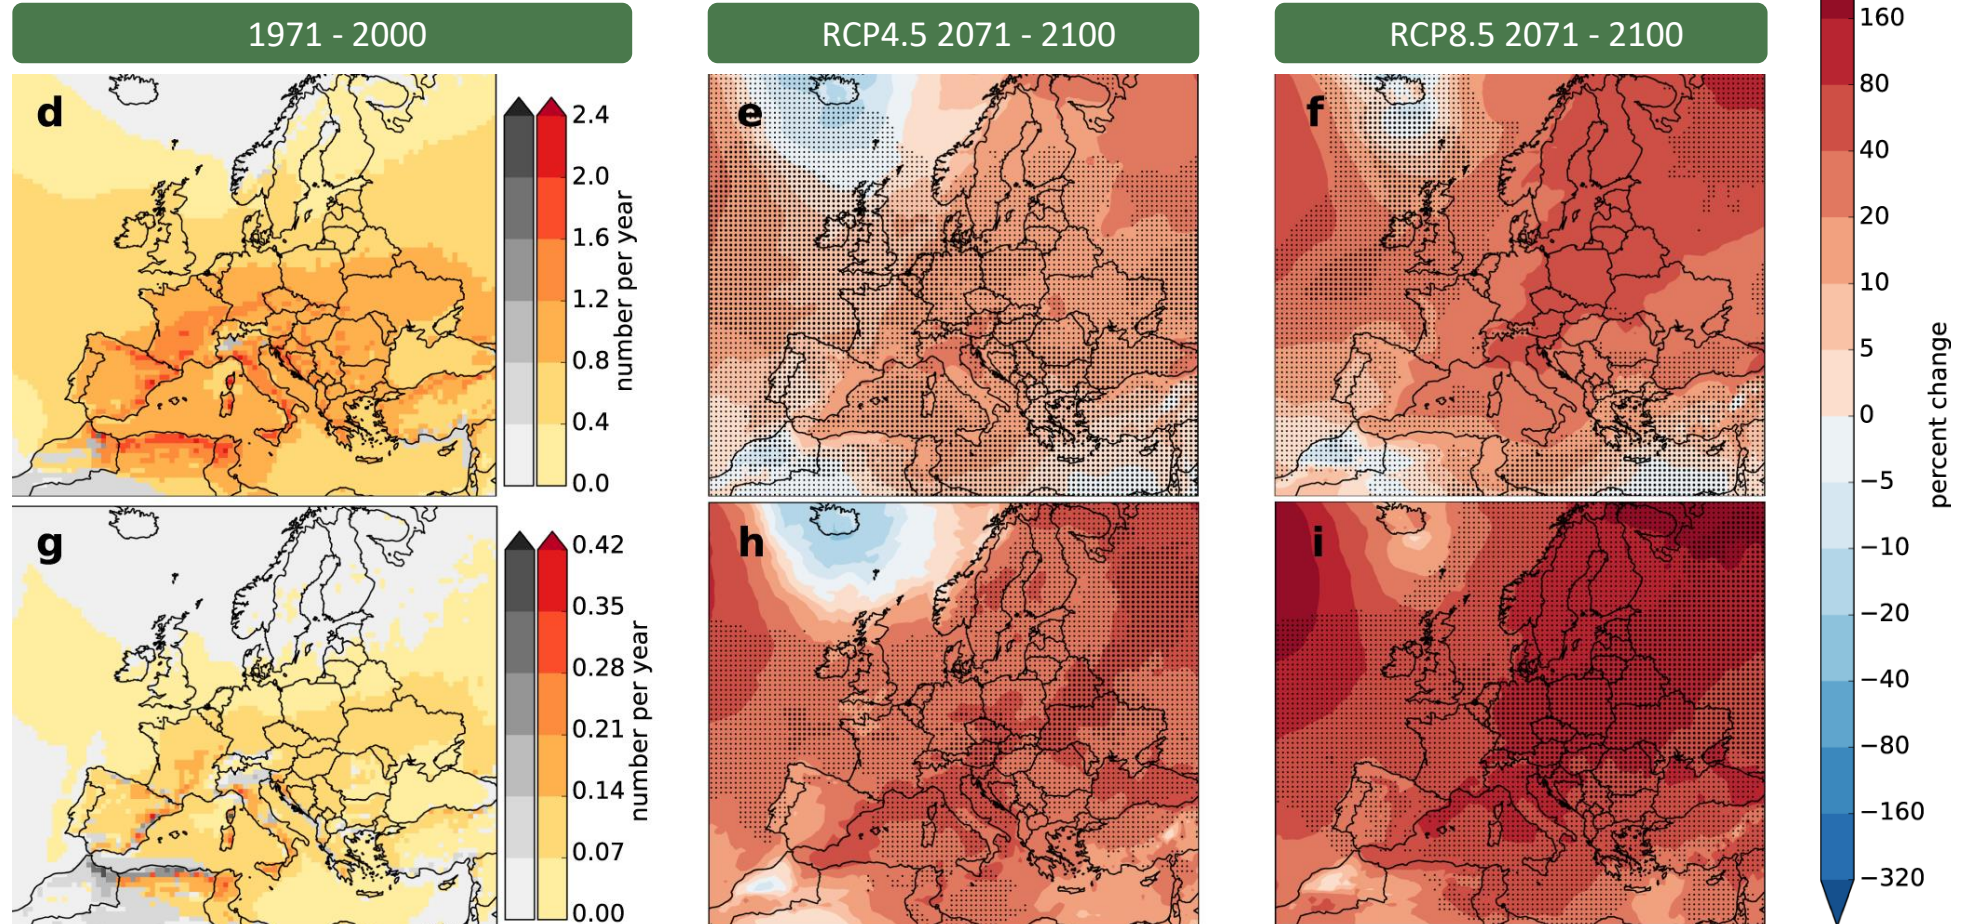 1971 - 2000
RCP4.5 2071 - 2100
RCP8.5 2071 - 2100
d
2.4
2.0
1.6
1.2
0.8
0.4
0.0
number per year
e
f
g
0.42
0.35
0.28
0.21
0.14
0.07
0.00
number per year
h
i
160
80
40
20
10
5
0
−5
−10
−20
−40
−80
−160
−320
percent change